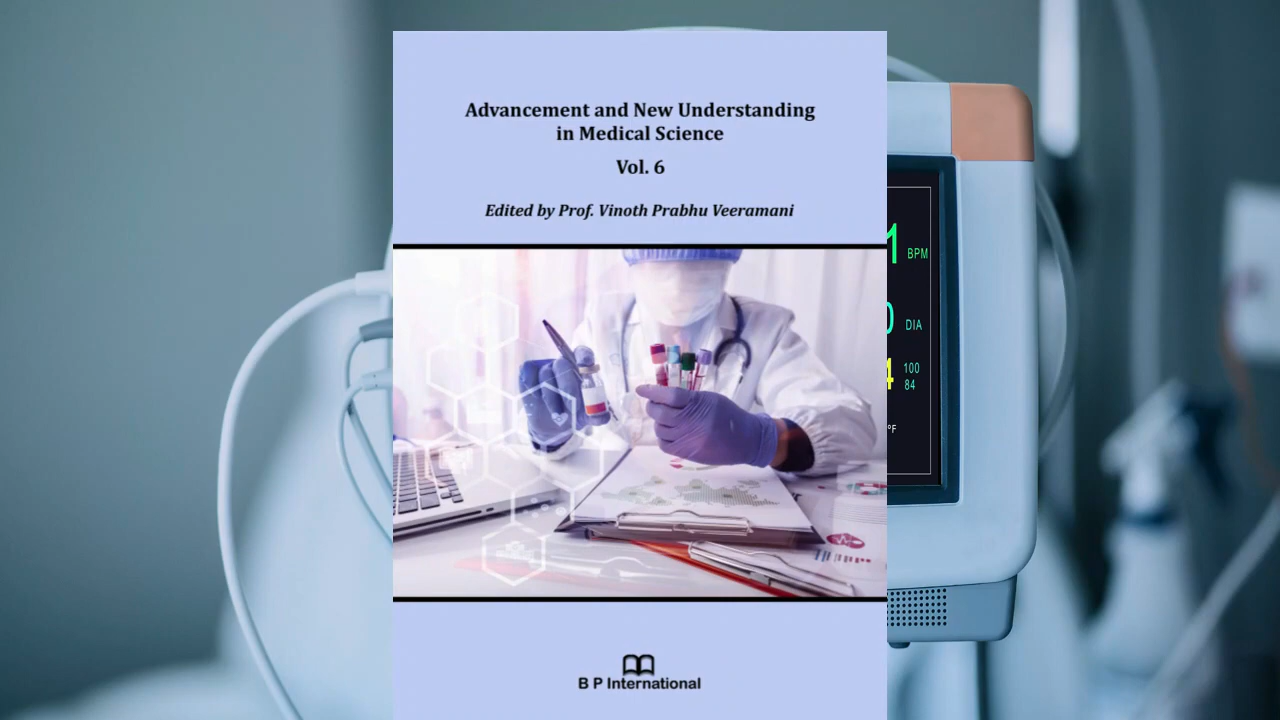 Advancement and New Understanding
in Medical Science
Vol. 6
Edited by Prof. Vinoth Prabhu Veeramani
BPM
DIA
100
84
°F
B P International